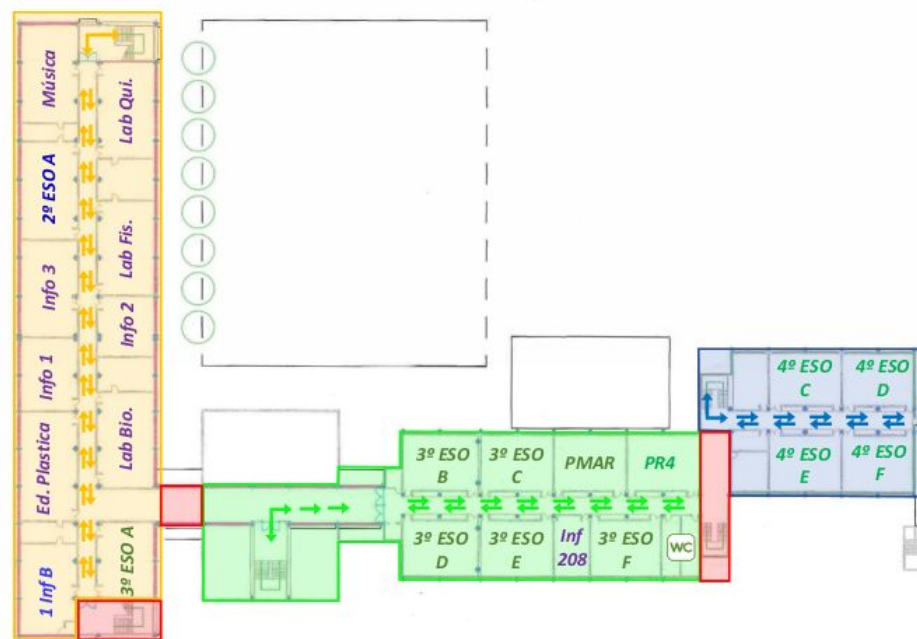 Música
Lab Qui.
2º ESO A
Lab Fis.
Info 3
Info 2
Info 1
Lab Bio.
Ed. Plastica
1 Inf B
3º ESO A
3º ESO
B
3º ESO
C
PMAR
PR4
3º ESO
D
3º ESO
E
Inf
208
3º ESO
F
WC
4º ESO
C
4º ESO
D
4º ESO
E
4º ESO
F